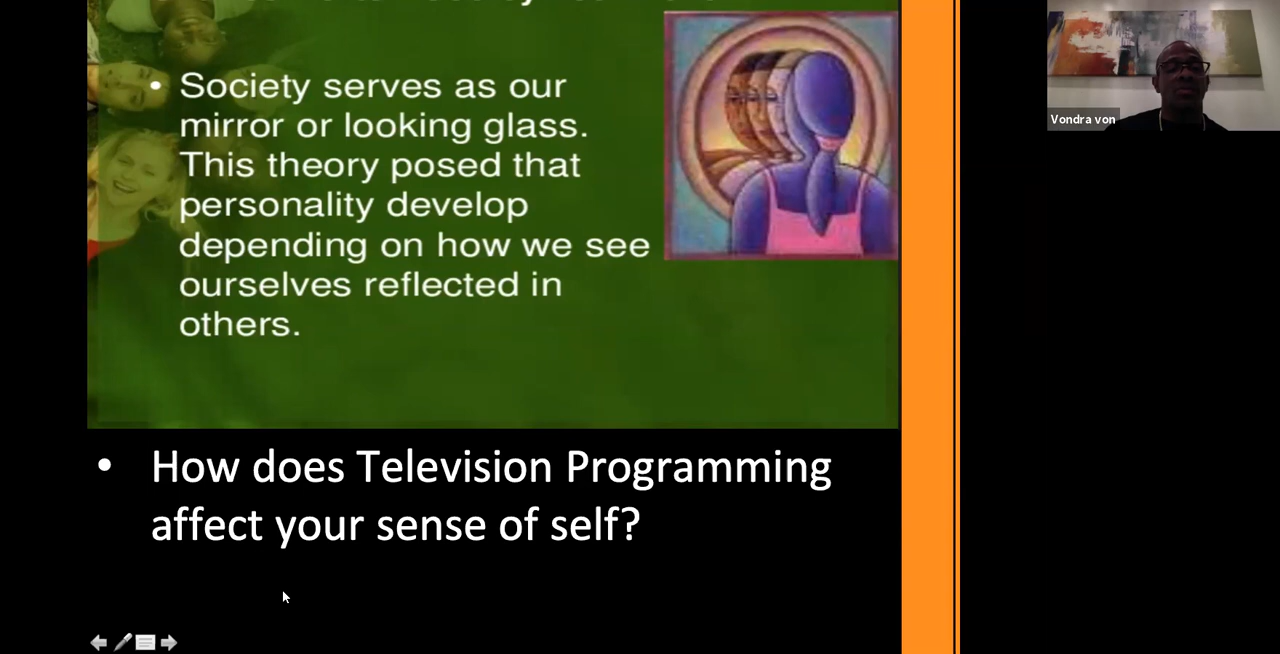 • Society serves as our
mirror or looking glass.
This theory posed that
personality develop
depending on how we see
ourselves reflected in
others.
• How does Television Programming
affect your sense of self?
Vondra von